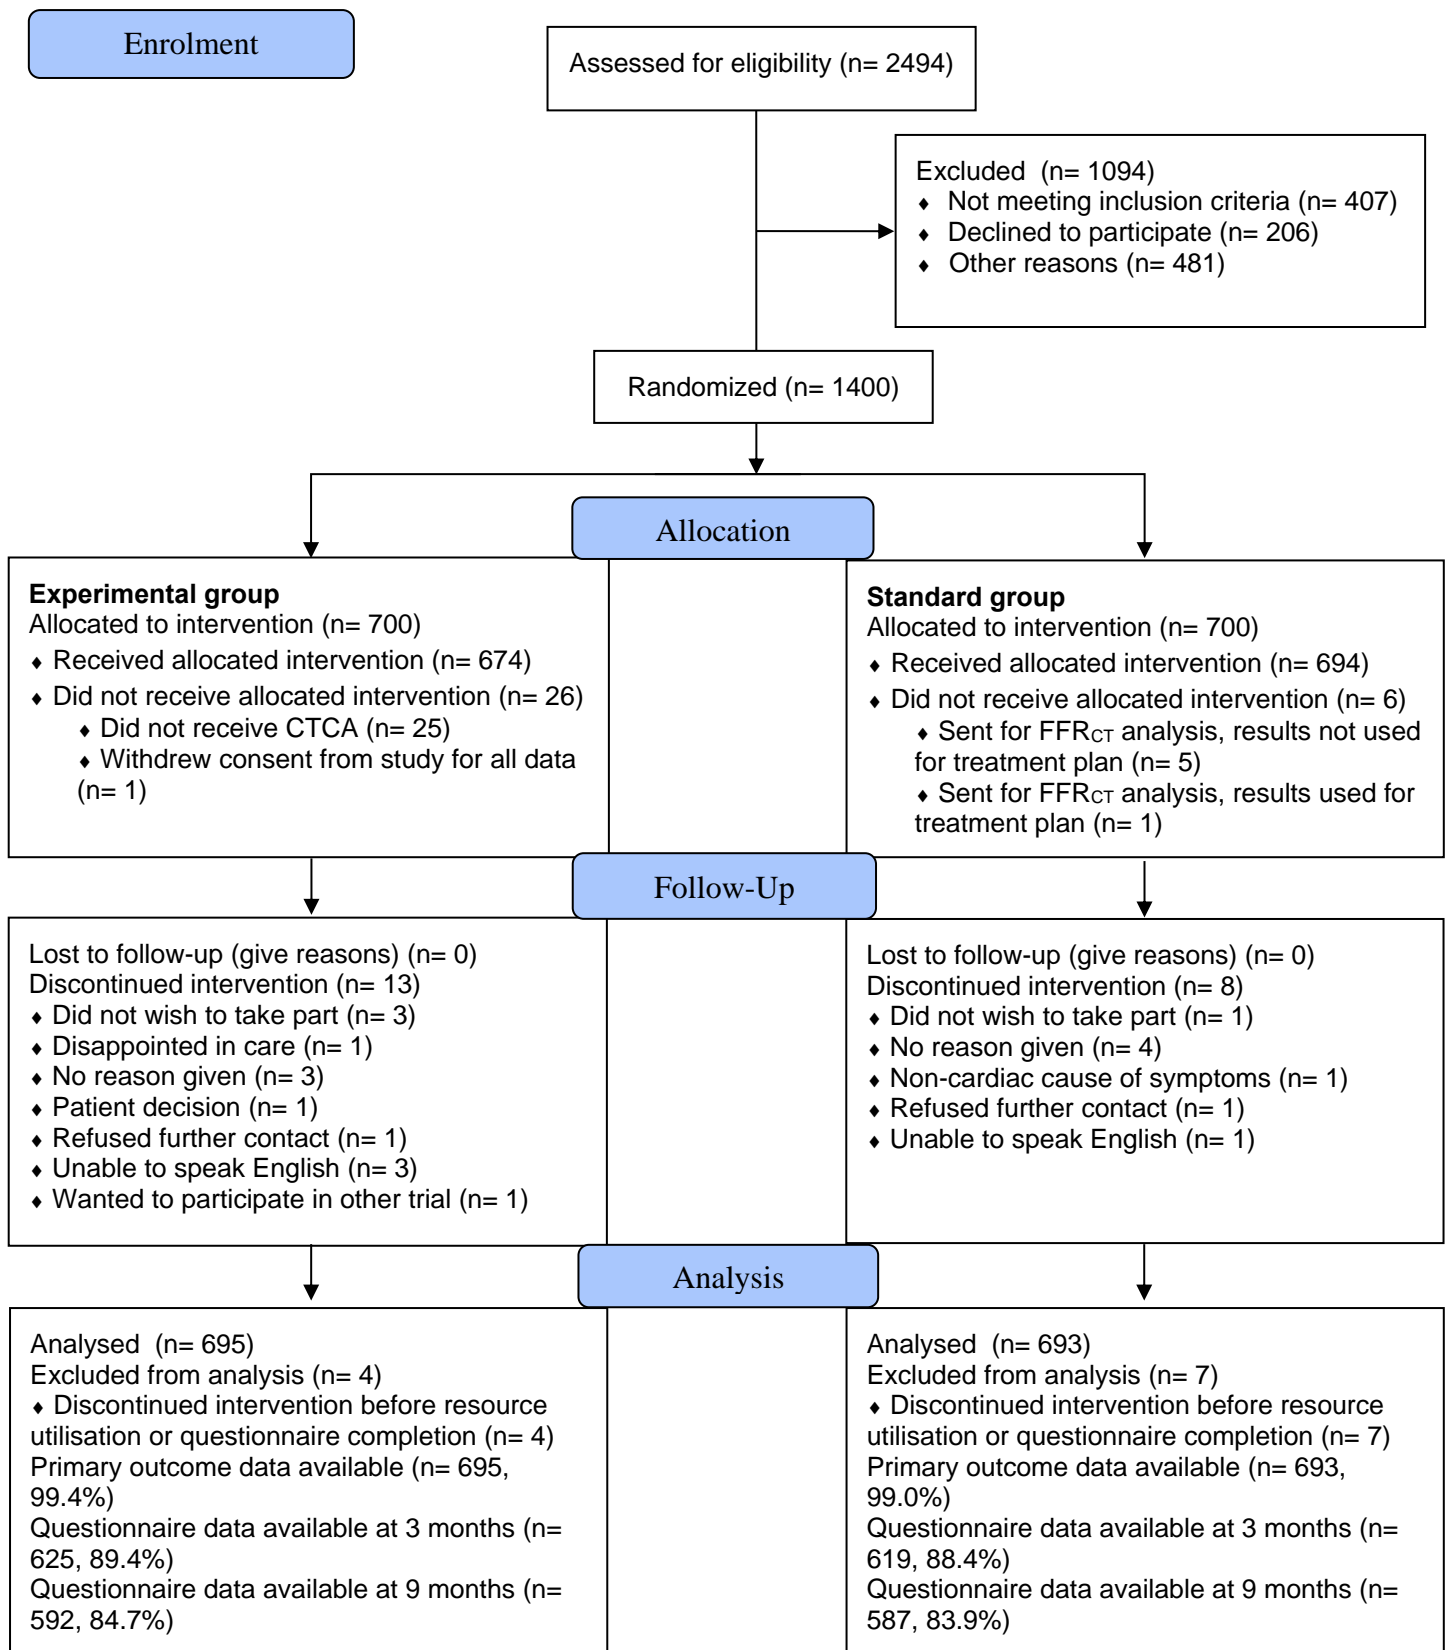 Enrolment
Assessed for eligibility (n= 2494)
Excluded  (n= 1094)
♦ Not meeting inclusion criteria (n= 407)
♦ Declined to participate (n= 206)
♦ Other reasons (n= 481)
Randomized (n= 1400)
Allocation
Experimental group
Allocated to intervention (n= 700)
♦ Received allocated intervention (n= 674)
♦ Did not receive allocated intervention (n= 26)
♦ Did not receive CTCA (n= 25)
♦ Withdrew consent from study for all data
(n= 1)
Standard group
Allocated to intervention (n= 700)
♦ Received allocated intervention (n= 694)
♦ Did not receive allocated intervention (n= 6)
♦ Sent for FFRCT analysis, results not used
for treatment plan (n= 5)
♦ Sent for FFRCT analysis, results used for
treatment plan (n= 1)
Follow-Up
Lost to follow-up (give reasons) (n= 0)
Discontinued intervention (n= 13)
♦ Did not wish to take part (n= 3)
♦ Disappointed in care (n= 1)
♦ No reason given (n= 3)
♦ Patient decision (n= 1)
♦ Refused further contact (n= 1)
♦ Unable to speak English (n= 3)
♦ Wanted to participate in other trial (n= 1)
Lost to follow-up (give reasons) (n= 0)
Discontinued intervention (n= 8)
♦ Did not wish to take part (n= 1)
♦ No reason given (n= 4)
♦ Non-cardiac cause of symptoms (n= 1)
♦ Refused further contact (n= 1)
♦ Unable to speak English (n= 1)
Analysis
Analysed  (n= 695)
Excluded from analysis (n= 4)
♦ Discontinued intervention before resource
utilisation or questionnaire completion (n= 4)
Primary outcome data available (n= 695,
99.4%)
Questionnaire data available at 3 months (n=
625, 89.4%)
Questionnaire data available at 9 months (n=
592, 84.7%)
Analysed  (n= 693)
Excluded from analysis (n= 7)
♦ Discontinued intervention before resource
utilisation or questionnaire completion (n= 7)
Primary outcome data available (n= 693,
99.0%)
Questionnaire data available at 3 months (n=
619, 88.4%)
Questionnaire data available at 9 months (n=
587, 83.9%)